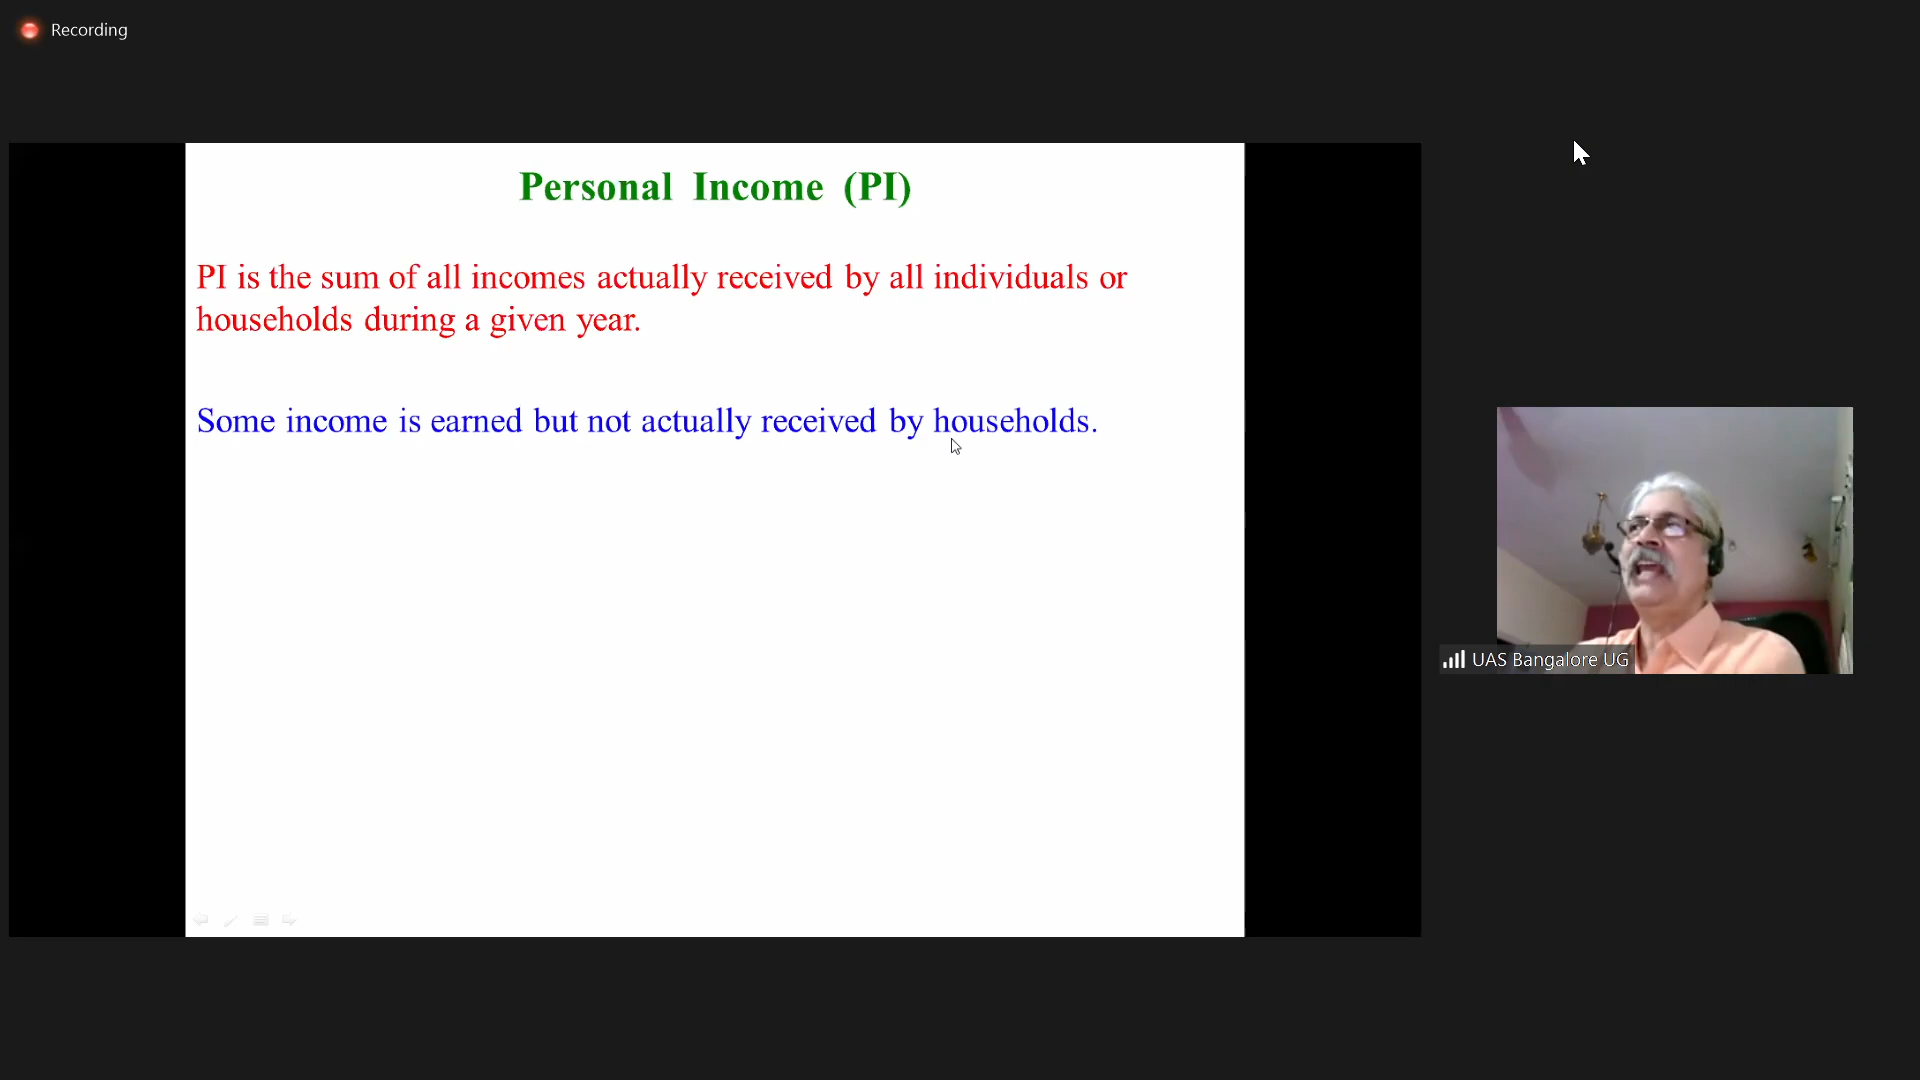 Recording
Personal Income (PI)
PI is the sum of all incomes actually received by all individuals or
households during a given year.
Some income is earned but not actually received by households.
UAS Bangalore UG